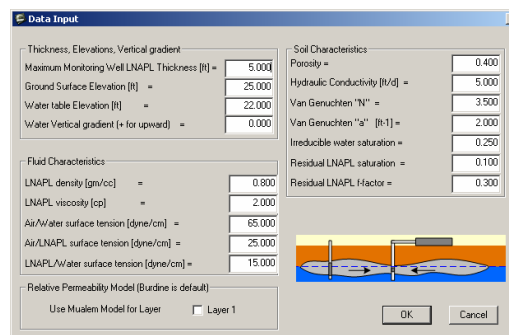 Data Input
Thickness, Elevations, Vertical gradient
Maximum Monitoring Well LNAPL Thickness [ft] = 5.000
Ground Surface Elevation [ft] = 25.000
Water table Elevation [ft] = 22.000
Water Vertical gradient (+ for upward) = 0.000
Fluid Characteristics
LNAPL density [gm/cc] = 0.800
LNAPL viscosity [cp] = 2.000
Air/Water surface tension [dyne/cm] = 65.000
Air/LNAPL surface tension [dyne/cm] = 25.000
LNAPL/Water surface tension [dyne/cm] = 15.000
Relative Permeability Model (Burdine is default)
Use Mualem Model for Layer Layer 1
Soil Characteristics
Porosity = 0.400
Hydraulic Conductivity [ft/d] = 5.000
Van Genuchten "N" = 3.500
Van Genuchten "a" [ft-1] = 2.000
Irreducible water saturation = 0.250
Residual LNAPL saturation = 0.100
Residual LNAPL f-factor = 0.300
OK Cancel